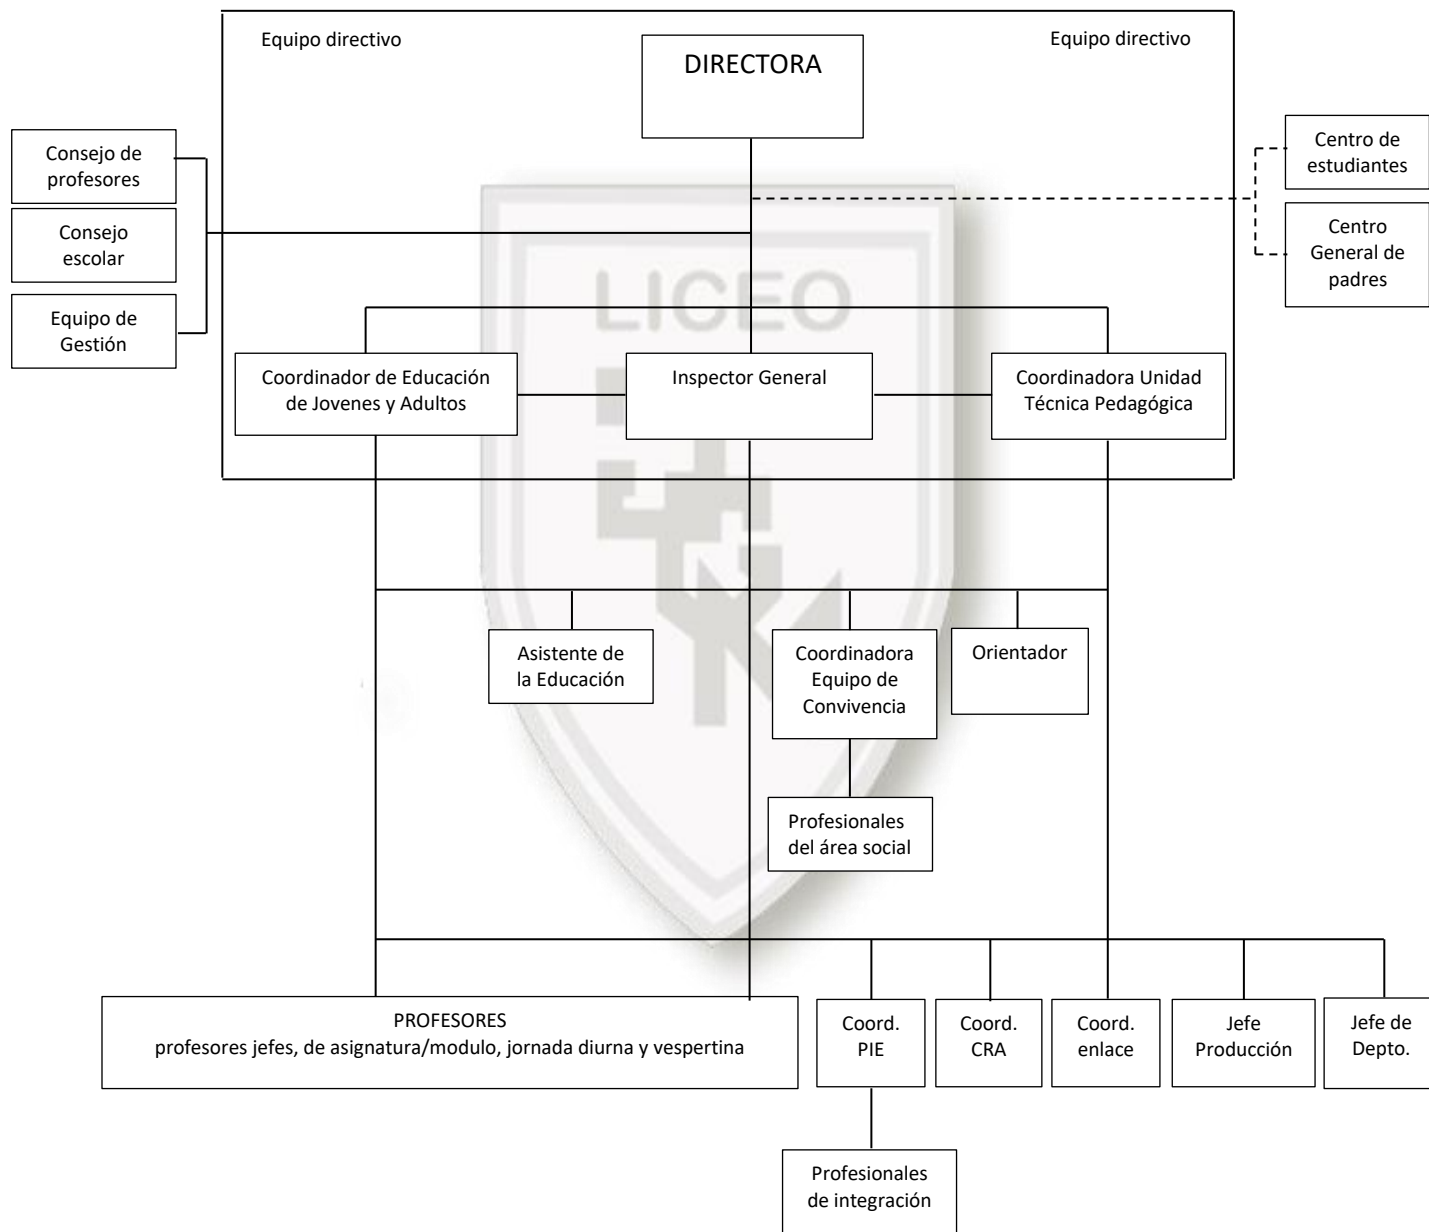 Equipo directivo
Equipo directivo
DIRECTORA
Consejo de
profesores
Centro de
estudiantes
Consejo
escolar
Centro
General de
padres
LICEO
Equipo de
Gestión
Coordinador de Educación
de Jovenes y Adultos
Inspector General
Coordinadora Unidad
Técnica Pedagógica
Asistente de
la Educación
Coordinadora
Equipo de
Convivencia
Orientador
Profesionales
del área social
PROFESORES
profesores jefes, de asignatura/modulo, jornada diurna y vespertina
Coord.
PIE
Coord.
CRA
Coord.
enlace
Jefe
Producción
Jefe de
Depto.
Profesionales
de integración